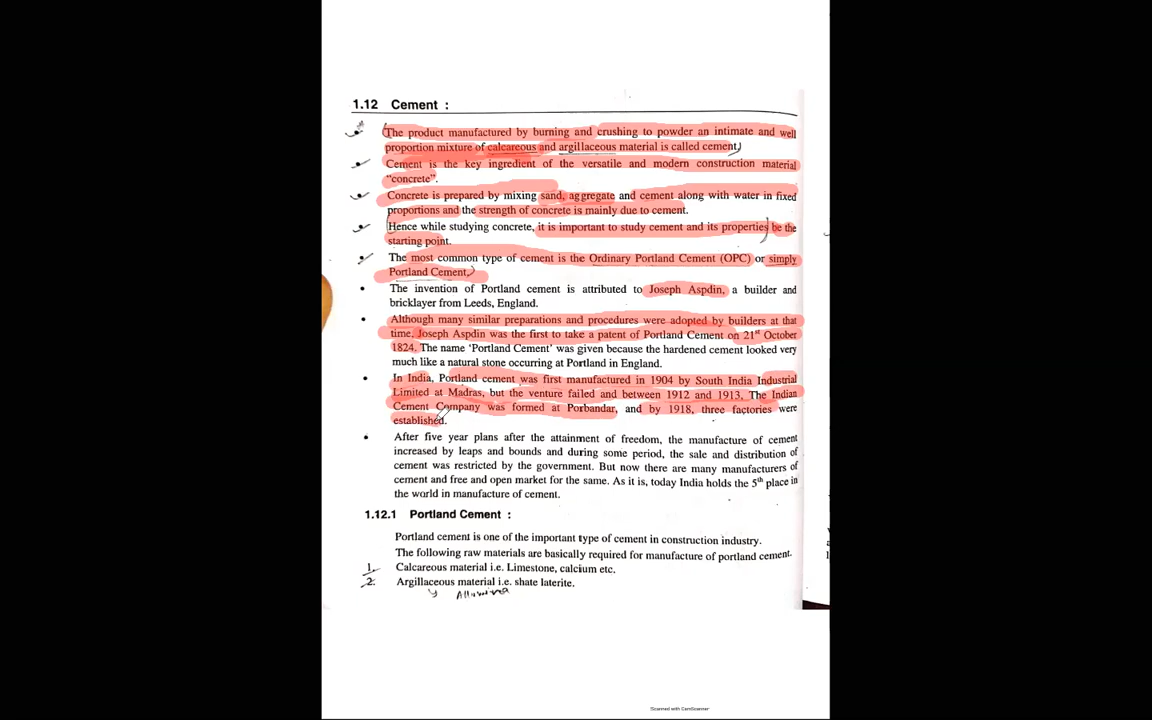 1.12 Cement :
The product manufactured by burning and crushing to powder an intimate and well
proportion mixture of calcareous and argillaceous material is called cement
Cement is the key ingredient of the versatile and modern construction material
"concrete".
Concrete is prepared by mixing sand, aggregate and cement along with water in fixed
proportions and the strength of concrete is mainly due to cement.
Hence while studying concrete, it is important to study cement and its properties be the
starting point.
The most common type of cement is the Ordinary Portland Cement (OPC) or simply
Portland Cement,
The invention of Portland cement is attributed to Joseph Aspdin, a builder and
bricklayer from Leeds, England.
Although many similar preparations and procedures were adopted by builders at that
time, Joseph Aspdin was the first to take a patent of Portland Cement on 21st October
1824. The name 'Portland Cement' was given because the hardened cement looked very
much like a natural stone occurring at Portland in England.
In India, Portland cement was first manufactured in 1904 by South India Industrial
Limited at Madras, but the venture failed and between 1912 and 1913, The Indian
Cement Company was formed at Porbandar, and by 1918, three factories were
established.
After five year plans after the attainment of freedom, the manufacture of cement
increased by leaps and bounds and during some period, the sale and distribution of
cement was restricted by the government. But now there are many manufacturers of
cement and free and open market for the same. As it is, today India holds the 5th place in
the world in manufacture of cement.
1.12.1 Portland Cement :
Portland cement is one of the important type of cement in construction industry.
The following raw materials are basically required for manufacture of portland cement.
1. Calcareous material i.e. Limestone, calcium etc.
2. Argillaceous material i.e. shate laterite.
Scanned with CamScanner